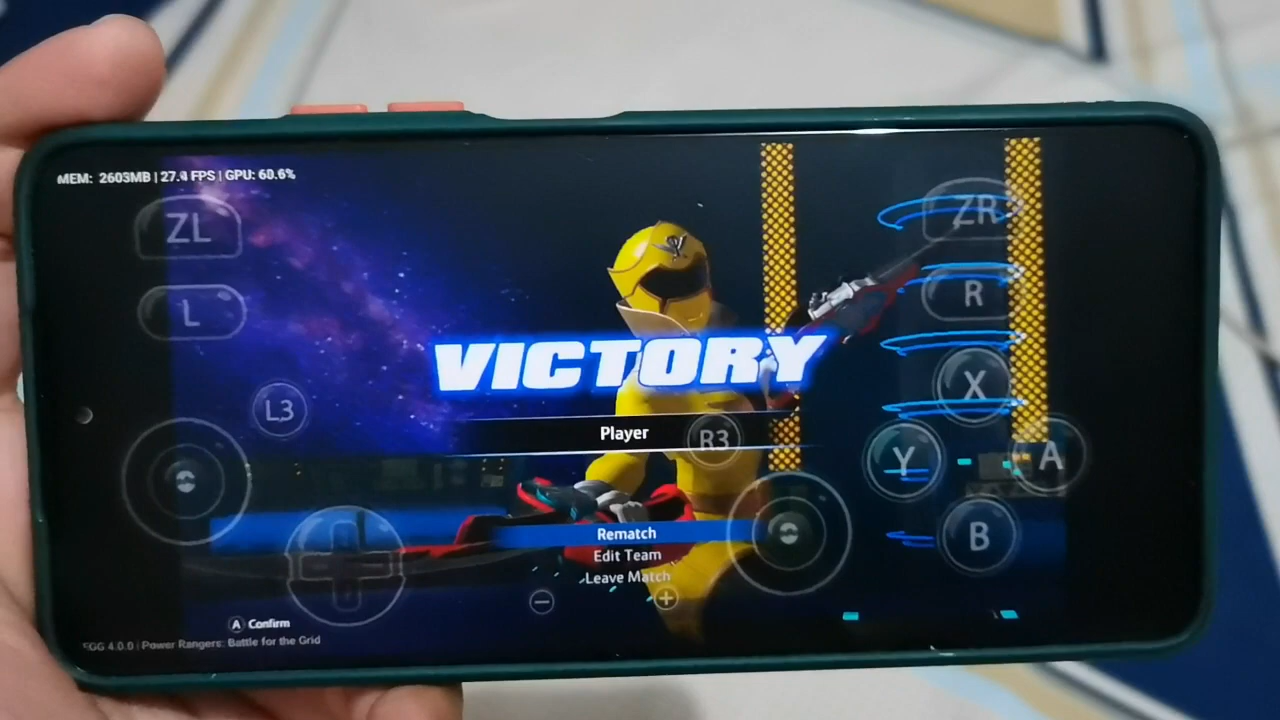 MEM: 2603MB | 27.4 FPS | GPU: 60.6%
ZL
ZR
L
R
VICTORY
X
L3
Player
R3
Y
A
Rematch
B
Edit Team
Leave Match
A Confirm
EGG 4.0.0 | Power Rangers: Battle for the Grid